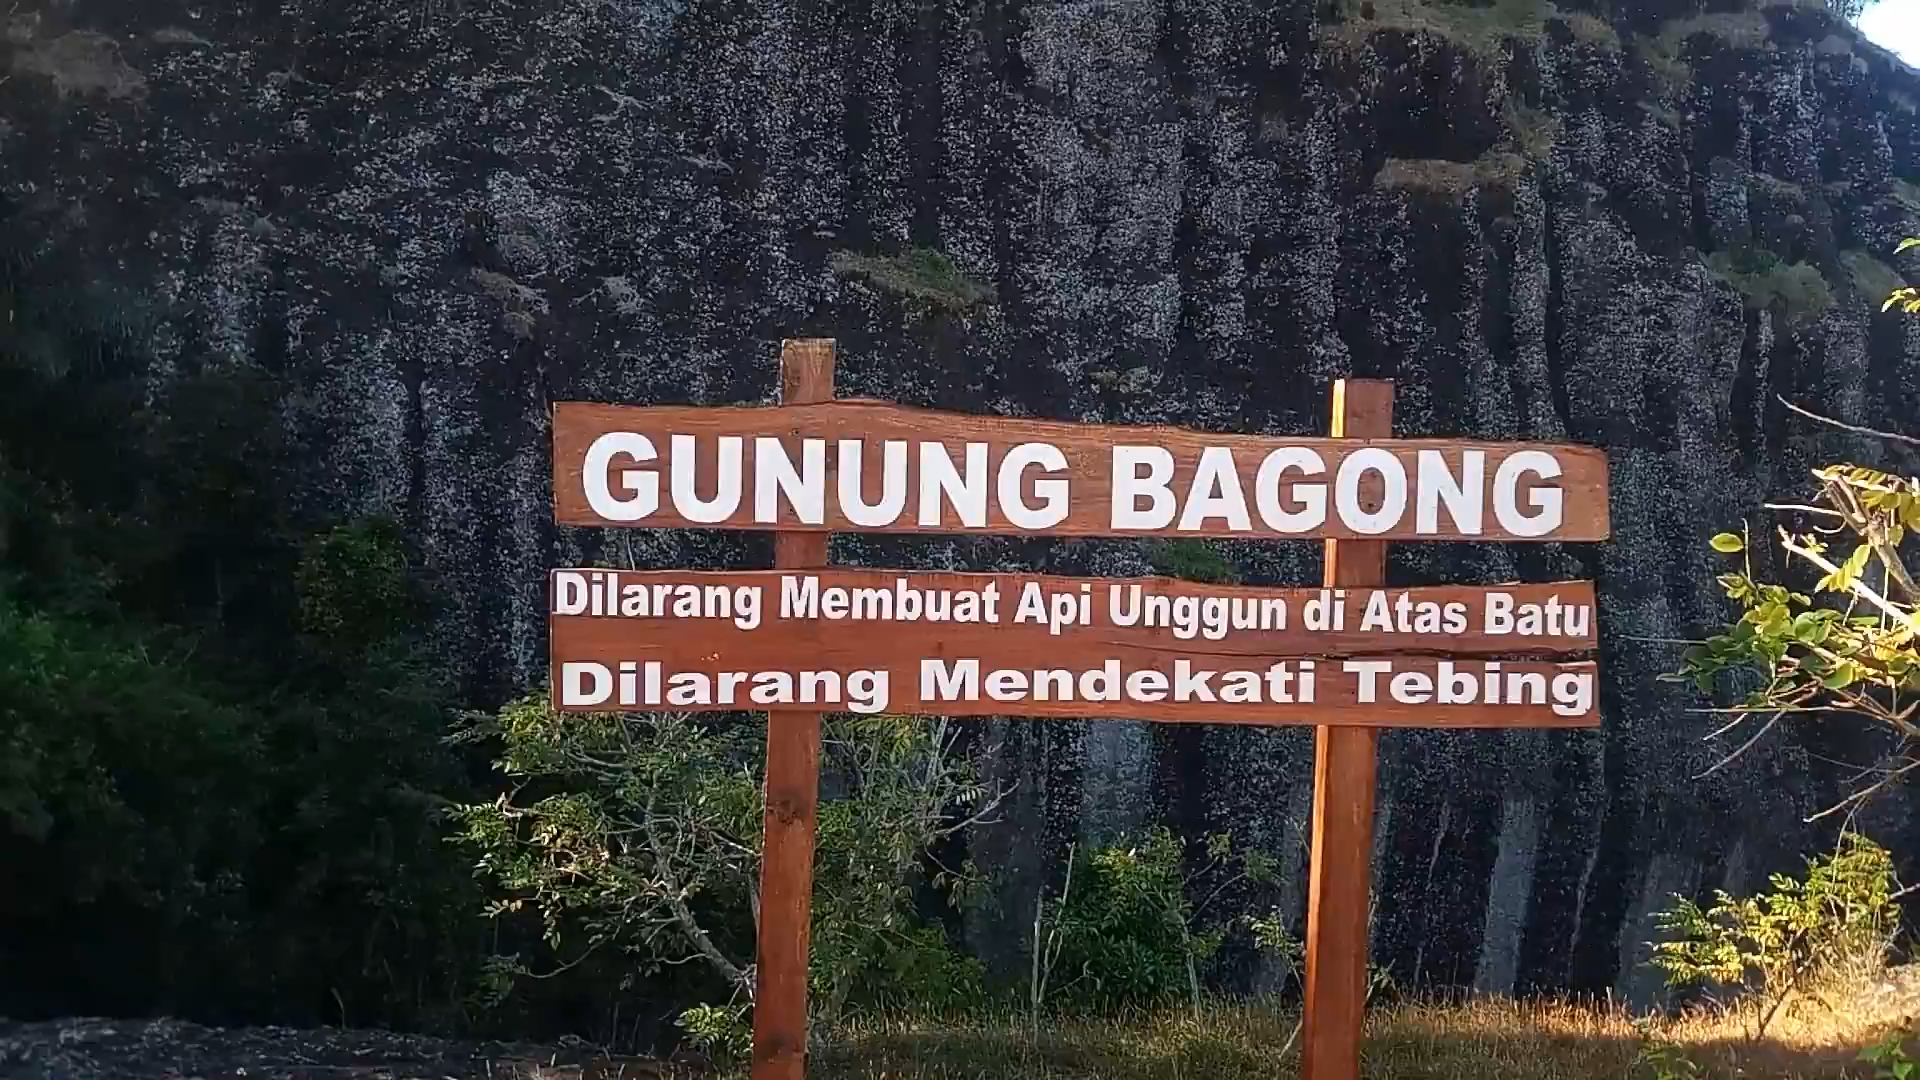 GUNUNG BAGONG
Dilarang Membuat Api Unggun di Atas Batu
Dilarang Mendekati Tebing